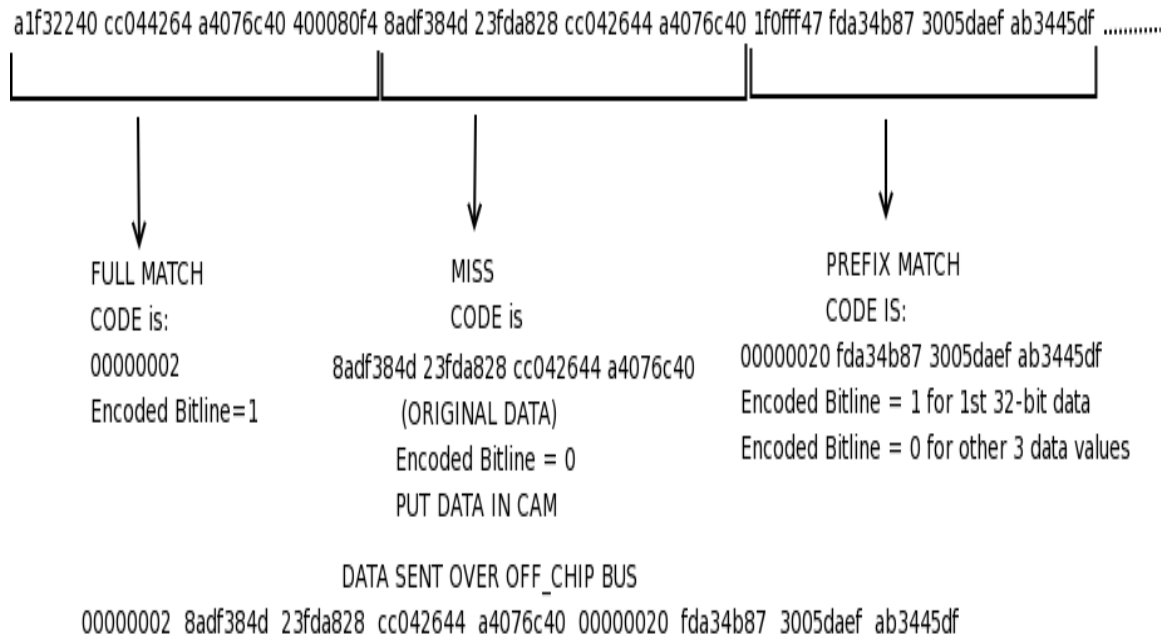 a1f32240 cc044264 a4076c40 400080f4 8adf384d 23fda828 cc042644 a4076c40 1f0fff47 fda34b87 3005daef ab3445df ............
FULL MATCH
CODE is:
00000002
Encoded Bitline=1
MISS
CODE is
8adf384d 23fda828 cc042644 a4076c40
(ORIGINAL DATA)
Encoded Bitline = 0
PUT DATA IN CAM
PREFIX MATCH
CODE IS:
00000020 fda34b87 3005daef ab3445df
Encoded Bitline = 1 for 1st 32-bit data
Encoded Bitline = 0 for other 3 data values
DATA SENT OVER OFF_CHIP BUS
00000002 8adf384d 23fda828 cc042644 a4076c40 00000020 fda34b87 3005daef ab3445df